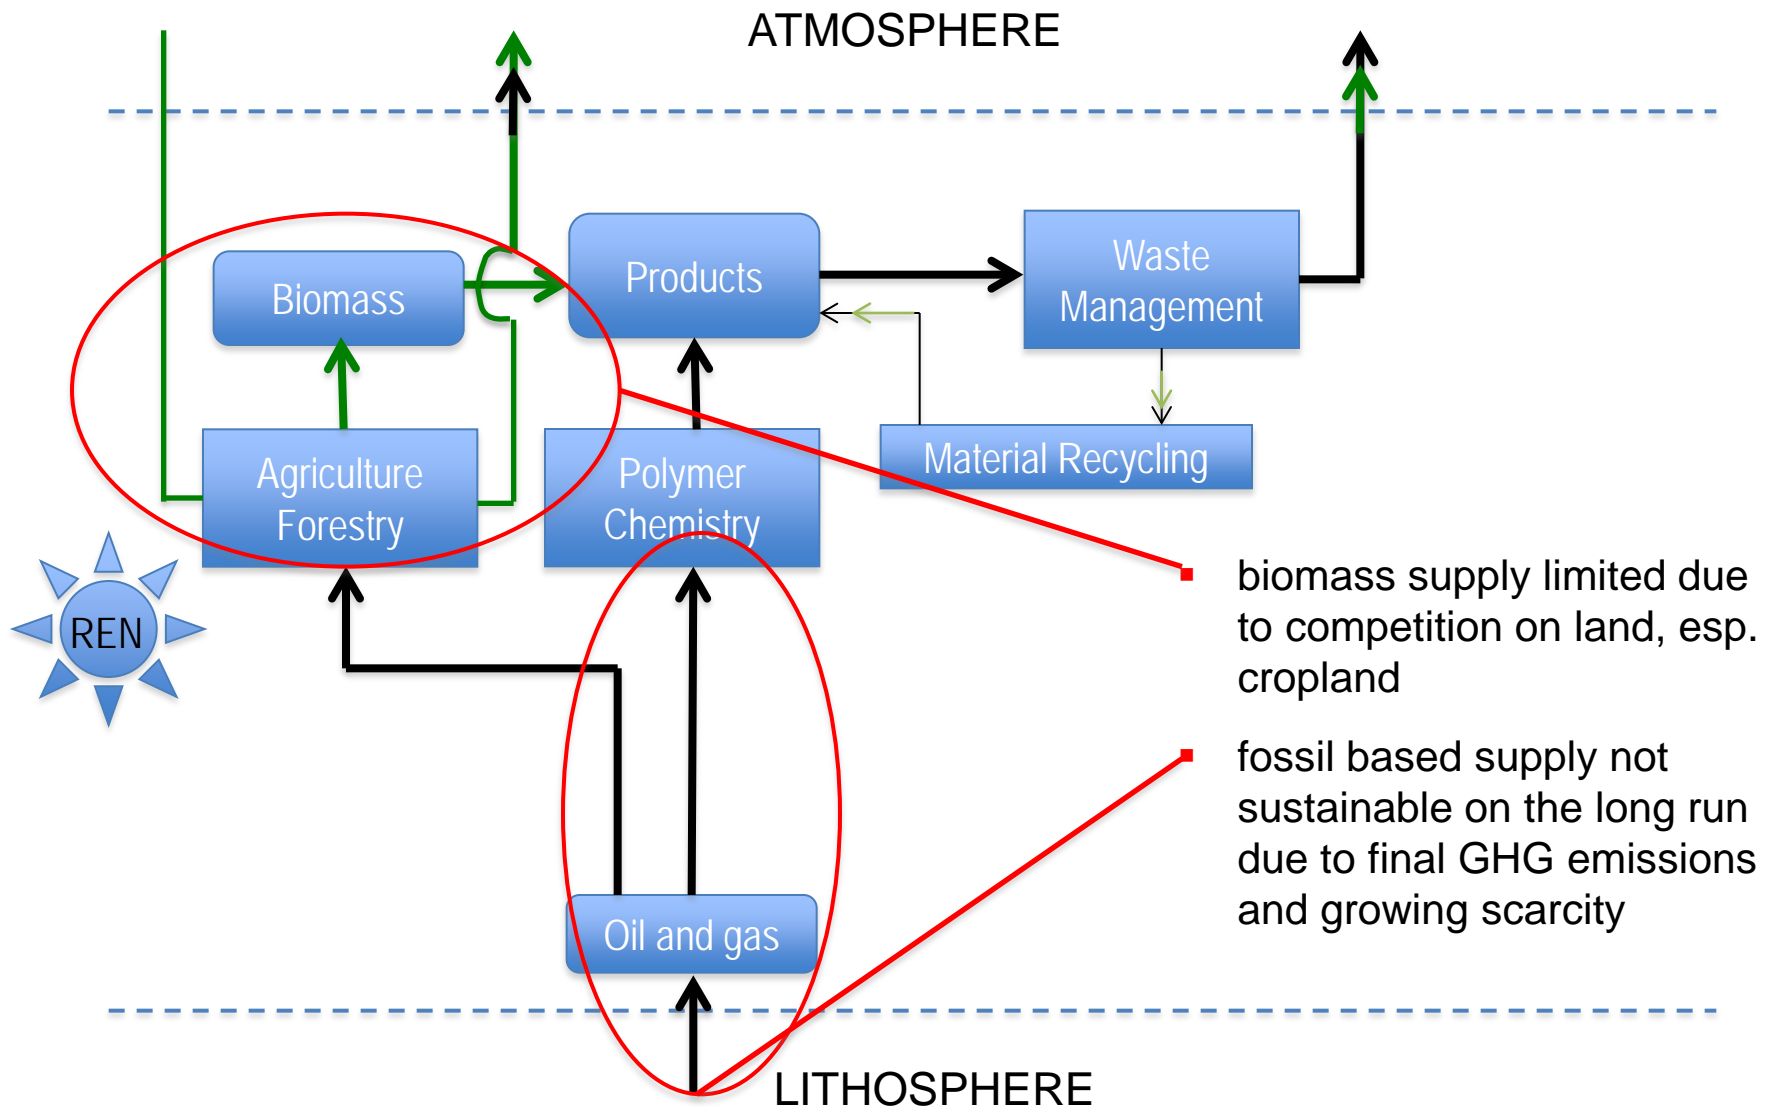 ATMOSPHERE
Biomass
Products
Waste
Management
Agriculture
Forestry
Polymer
Chemistry
Material Recycling
REN
biomass supply limited due
to competition on land, esp.
cropland
fossil based supply not
sustainable on the long run
due to final GHG emissions
and growing scarcity
Oil and gas
LITHOSPHERE